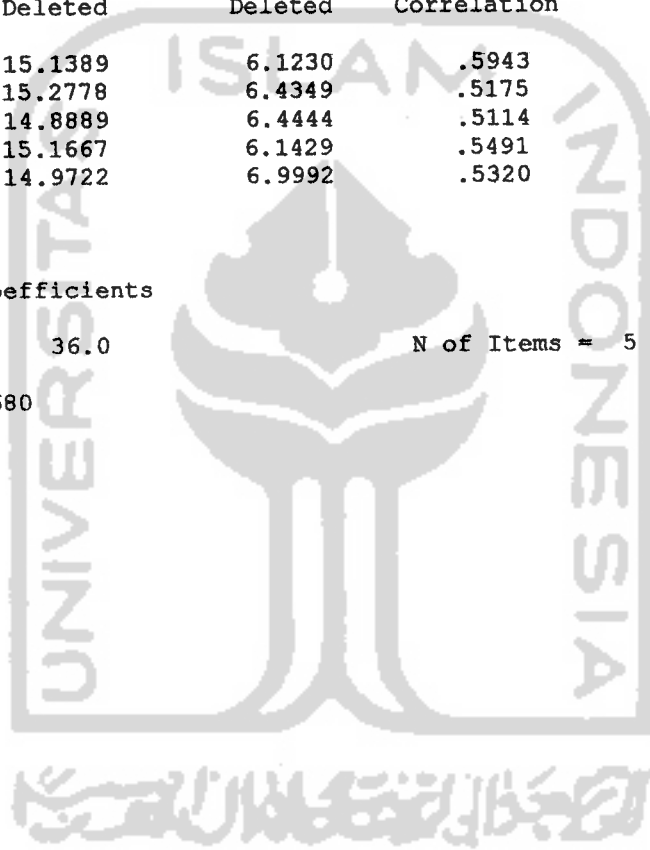 Deleted Deleted Correlation
15.1389 6.1230 .5943
15.2778 6.4349 .5175
14.8889 6.4444 .5114
15.1667 6.1429 .5491
14.9722 6.9992 .5320
efficients
36.0 N of Items = 5
580
ISLAM
UNIVERSITAS
INDONESIA